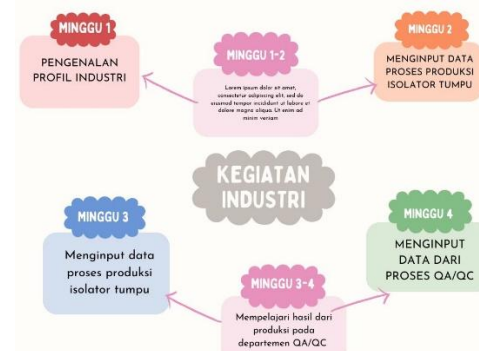 MINGGU 1
PENGENALAN
PROFIL INDUSTRI
MINGGU 1-2
Lorem ipsum dolor sit amet,
consectetur adipiscing elit, sed do
eiusmod tempor incididunt ut labore et
dolore magna aliqua. Ut enim ad
minim veniam
MINGGU 2
MENGINPUT DATA
PROSES PRODUKSI
ISOLATOR TUMPU
KEGIATAN
INDUSTRI
MINGGU 3
Menginput data
proses produksi
isolator tumpu
MINGGU 3-4
Mempelajari hasil dari
produksi pada
departemen QA/QC
MINGGU 4
MENGINPUT
DATA DARI
PROSES QA/QC